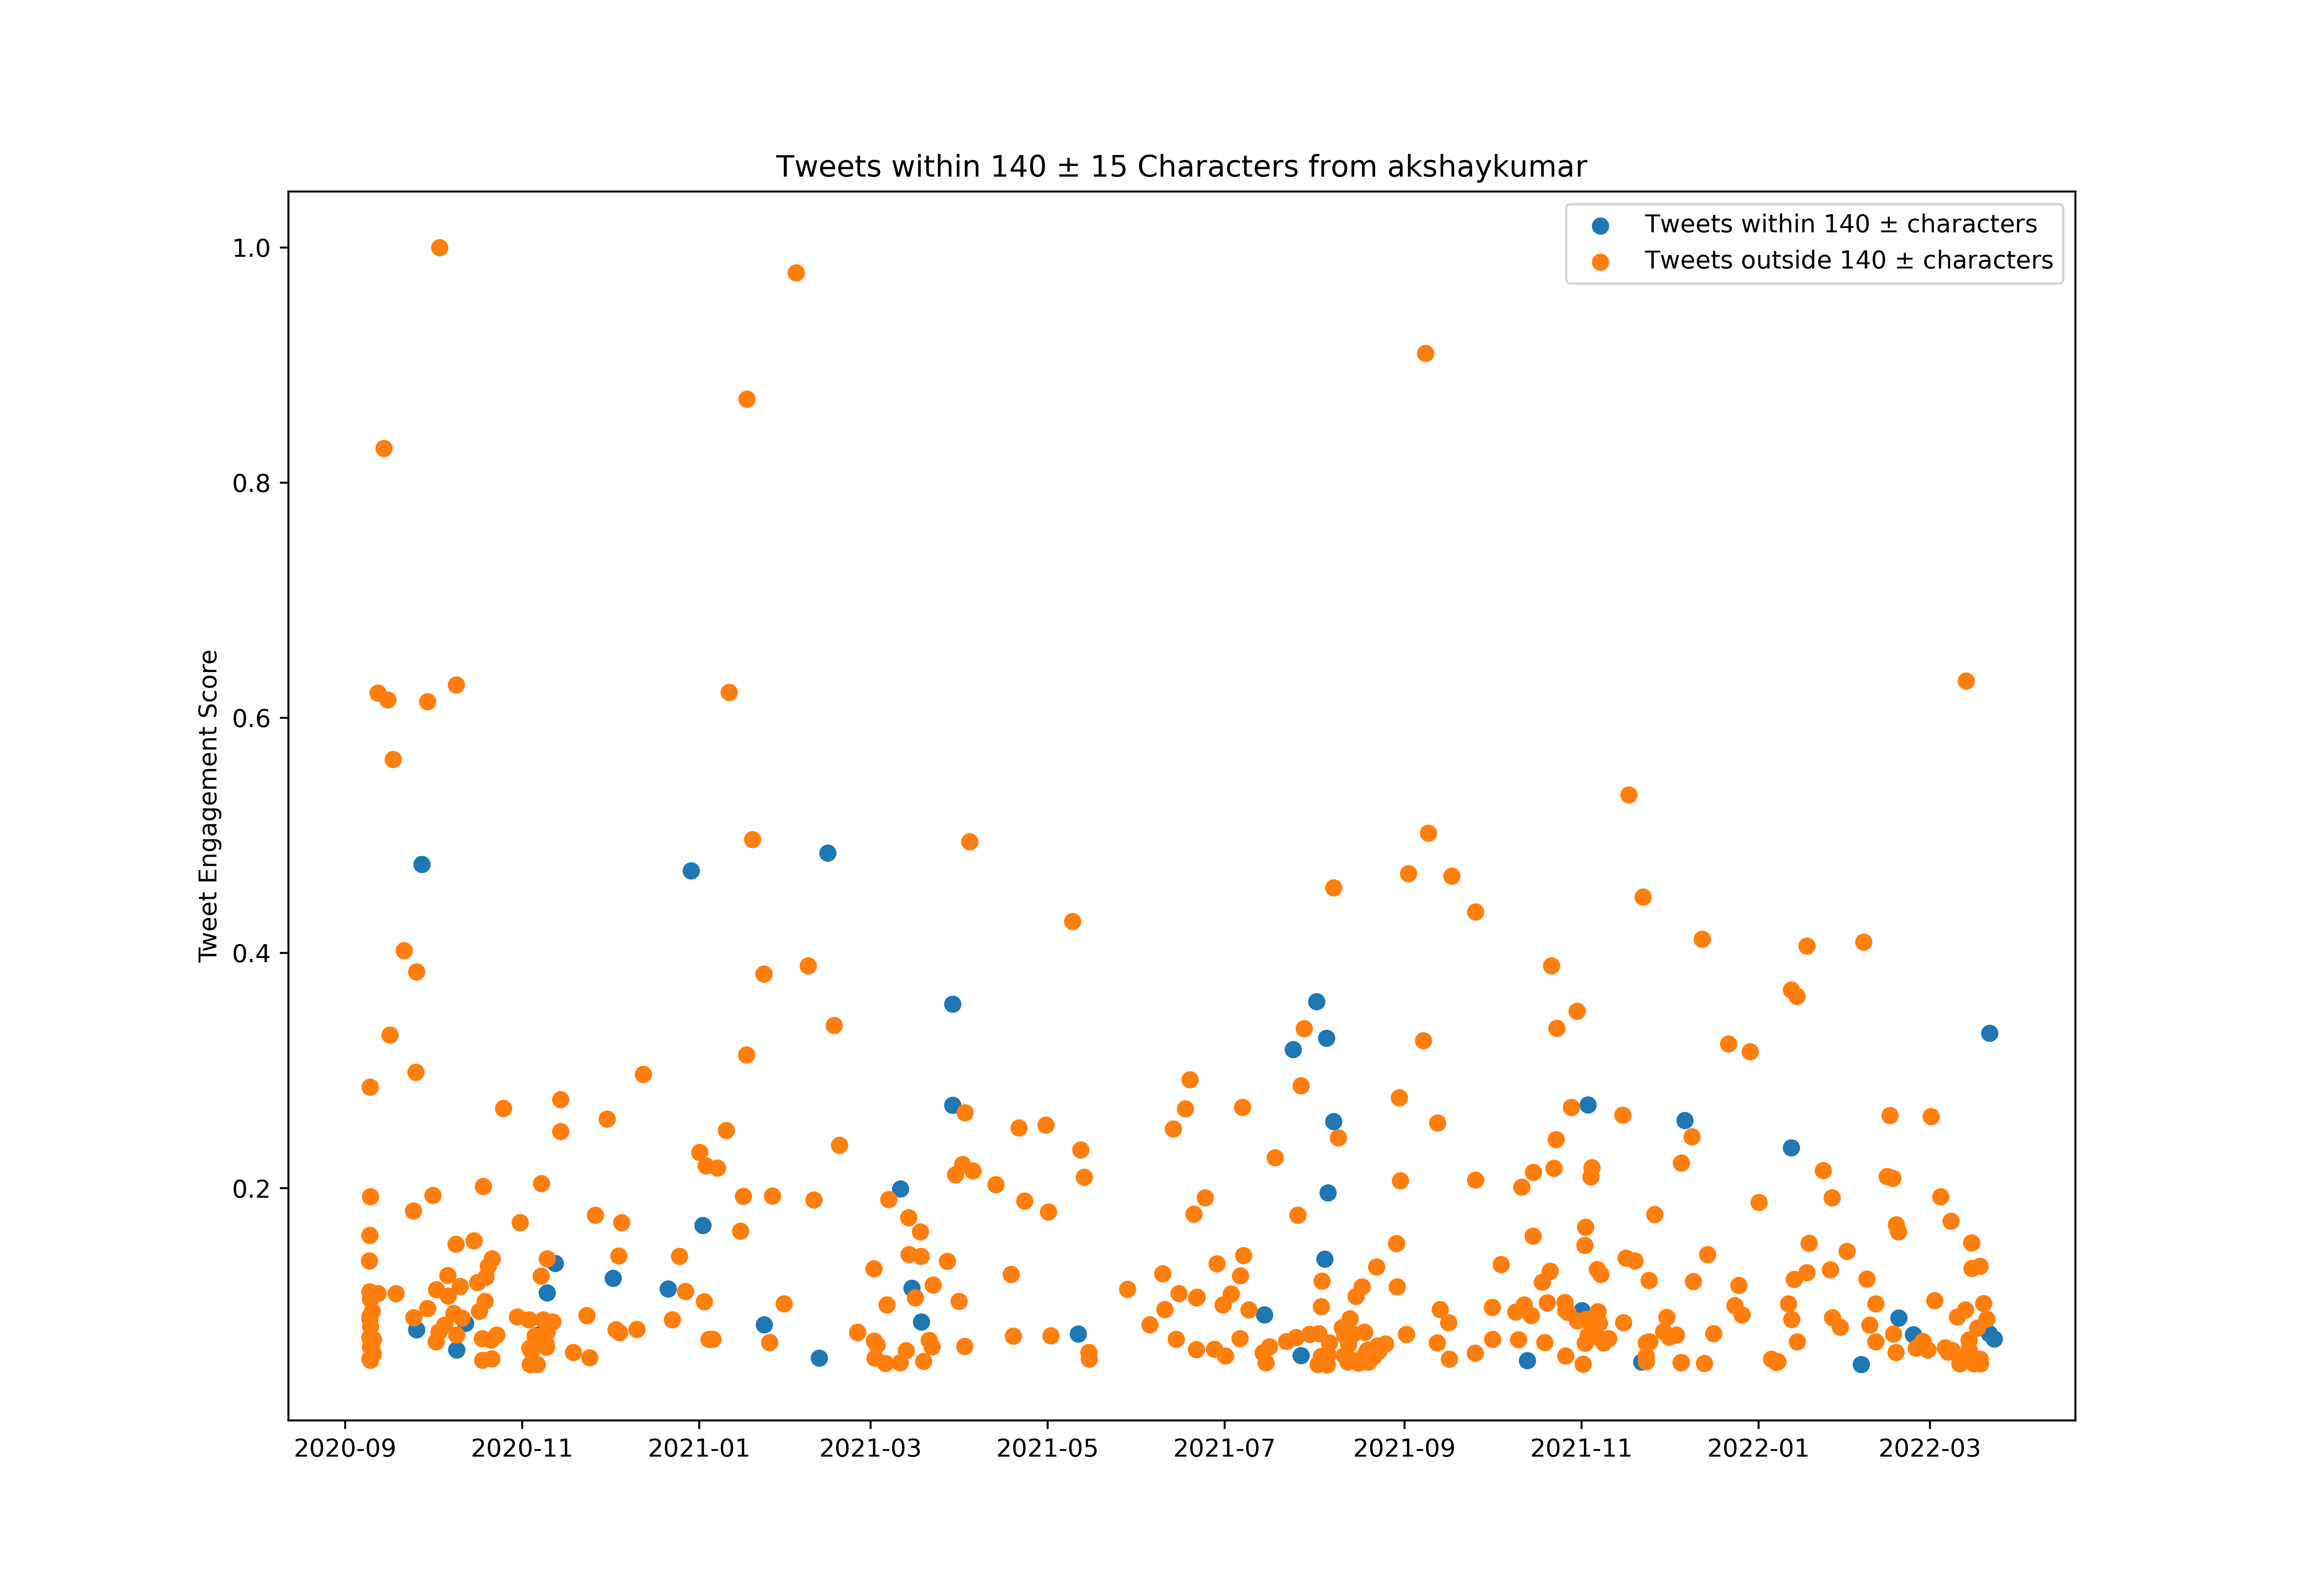 Tweets within 140 ± 15 Characters from akshaykumar
Tweets within 140 ± characters
Tweets outside 140 ± characters
Tweet Engagement Score
1.0
0.8
0.6
0.4
0.2
2020-09 2020-11 2021-01 2021-03 2021-05 2021-07 2021-09 2021-11 2022-01 2022-03